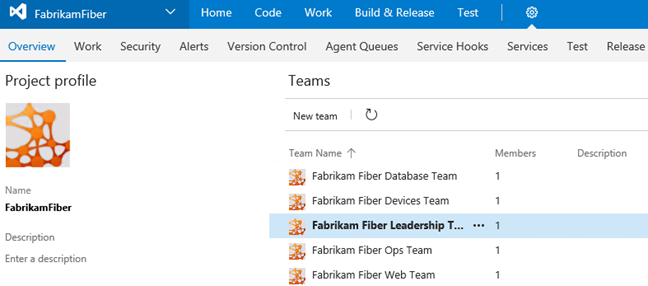 FabrikamFiber Home Code Work Build & Release Test
Overview Work Security Alerts Version Control Agent Queues Service Hooks Services Test Release
Project profile
Name
FabrikamFiber
Description
Enter a description
Teams
New team
Team Name Members Description
Fabrikam Fiber Database Team 1
Fabrikam Fiber Devices Team 1
Fabrikam Fiber Leadership T... ... 1
Fabrikam Fiber Ops Team 1
Fabrikam Fiber Web Team 1